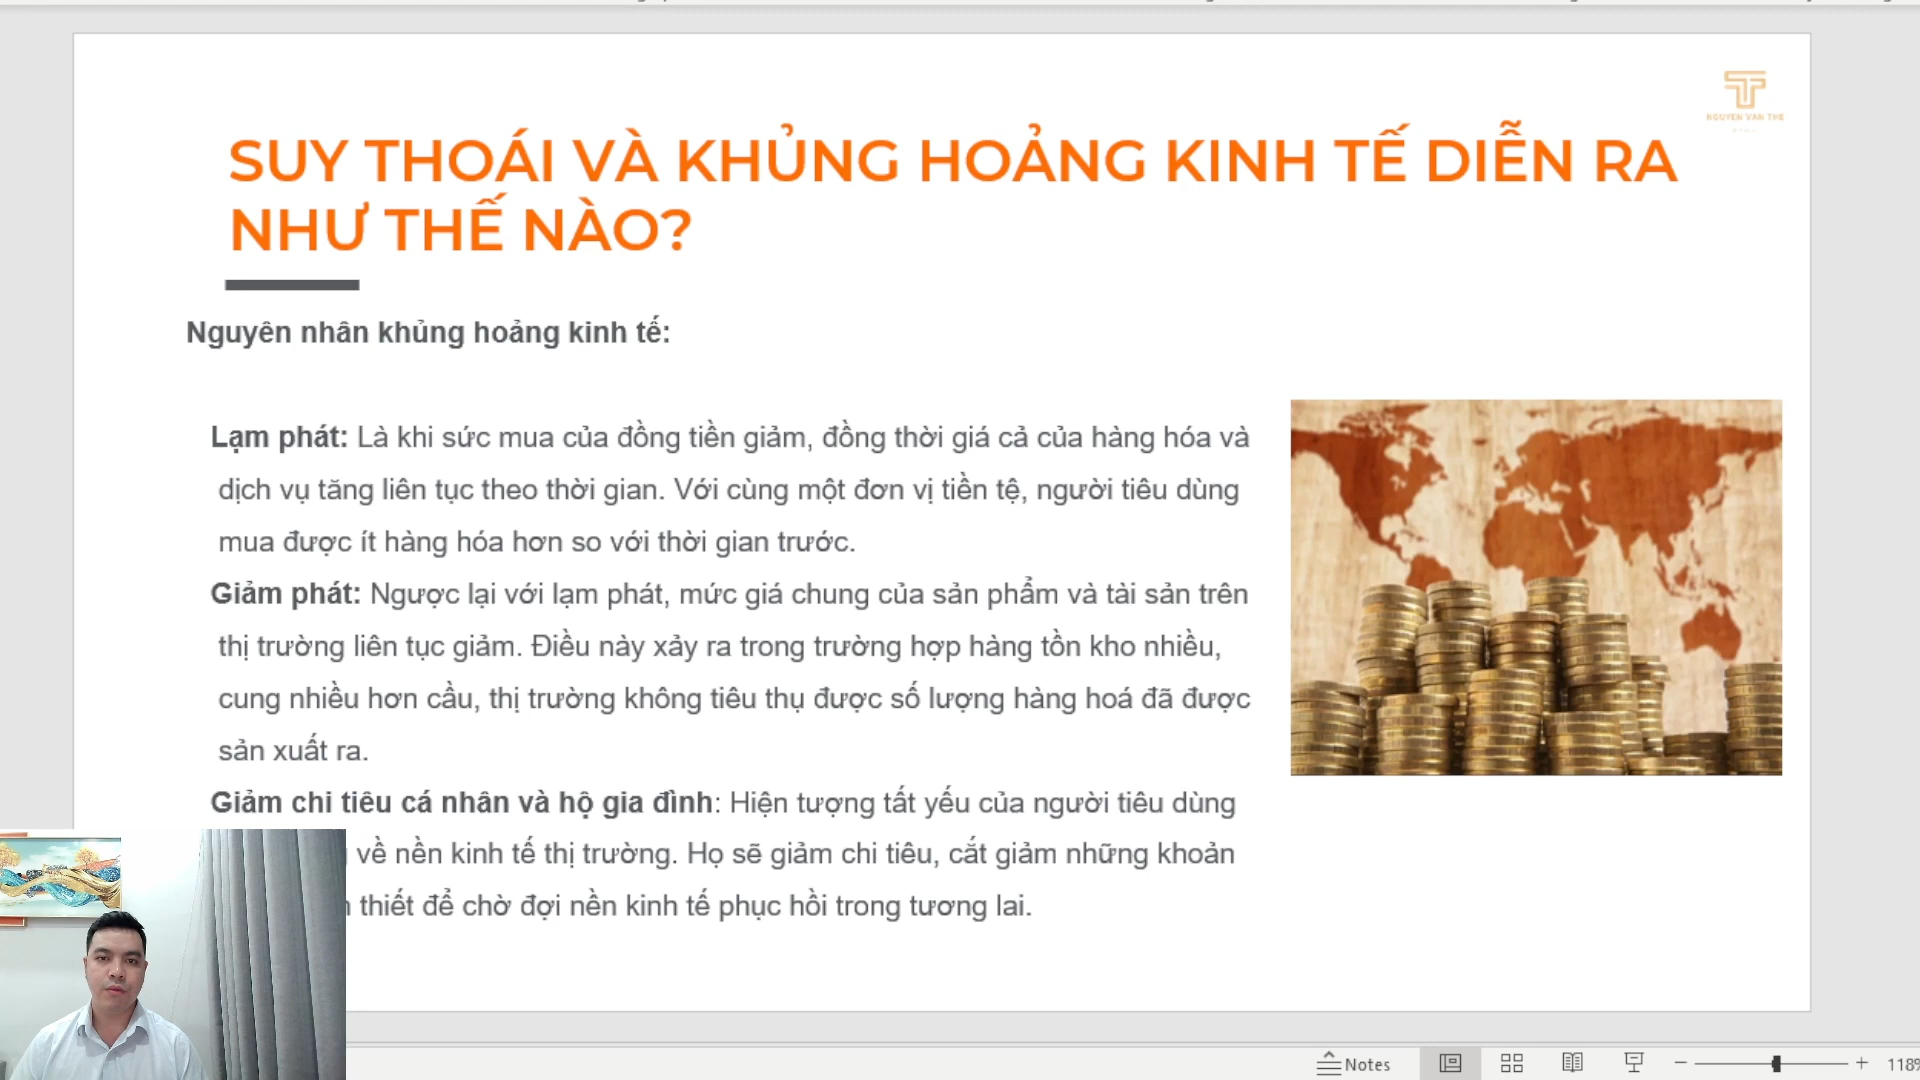 NGUYEN VAN THE
SUY THOÁI VÀ KHỦNG HOẢNG KINH TẾ DIỄN RA
NHƯ THẾ NÀO?
Nguyên nhân khủng hoảng kinh tế:
Lạm phát: Là khi sức mua của đồng tiền giảm, đồng thời giá cả của hàng hóa và
dịch vụ tăng liên tục theo thời gian. Với cùng một đơn vị tiền tệ, người tiêu dùng
mua được ít hàng hóa hơn so với thời gian trước.
Giảm phát: Ngược lại với lạm phát, mức giá chung của sản phẩm và tài sản trên
thị trường liên tục giảm. Điều này xảy ra trong trường hợp hàng tồn kho nhiều,
cung nhiều hơn cầu, thị trường không tiêu thụ được số lượng hàng hoá đã được
sản xuất ra.
Giảm chi tiêu cá nhân và hộ gia đình: Hiện tượng tất yếu của người tiêu dùng
về nền kinh tế thị trường. Họ sẽ giảm chi tiêu, cắt giảm những khoản
thiết để chờ đợi nền kinh tế phục hồi trong tương lai.
Notes
118%